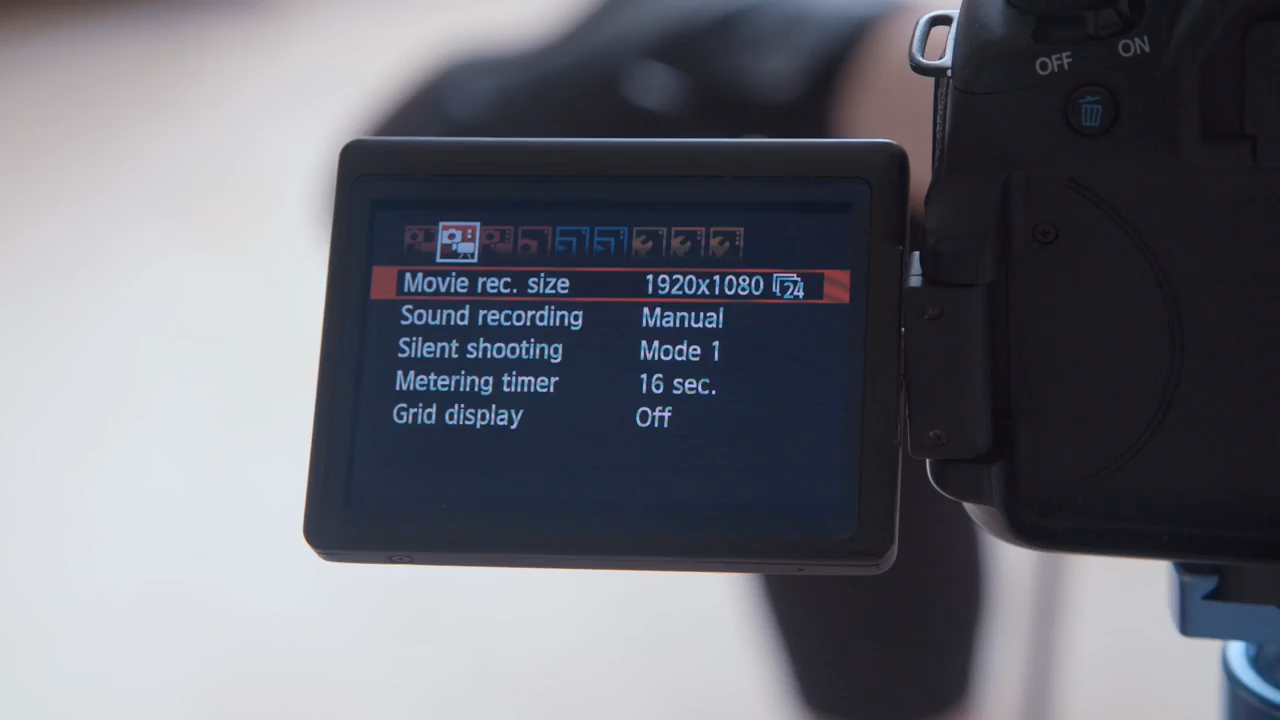 OFF ON
Movie rec. size 1920x1080 24
Sound recording Manual
Silent shooting Mode 1
Metering timer 16 sec.
Grid display Off